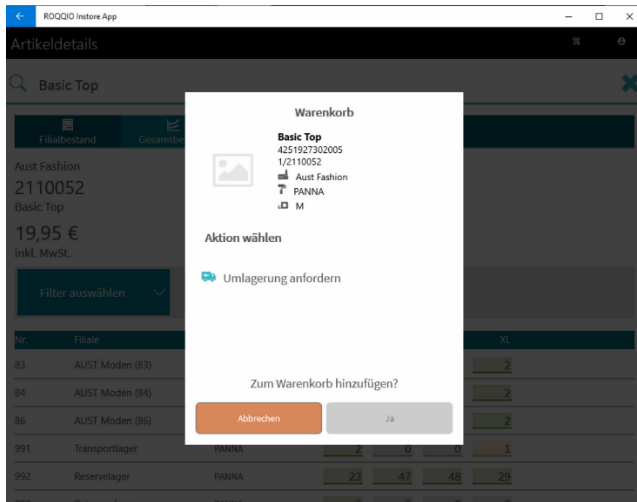 ROQQIO Instore App
Artikeldetails
Basic Top
Filialbestand
Gesamtbe
Aust Fashion
2110052
Basic Top
19,95 €
inkl. MwSt.
Filter auswählen
Warenkorb
Basic Top
4251927302005
1/2110052
Aust Fashion
PANNA
M
Aktion wählen
Umlagerung anfordern
Zum Warenkorb hinzufügen?
Abbrechen
Ja
Nr. Filiale XL
83 AUST Moden (83) 2
84 AUST Moden (84) 2
86 AUST Moden (86) 2
991 Transportlager PANNA 2 0 0 1
992 Reservelager PANNA 23 47 48 29